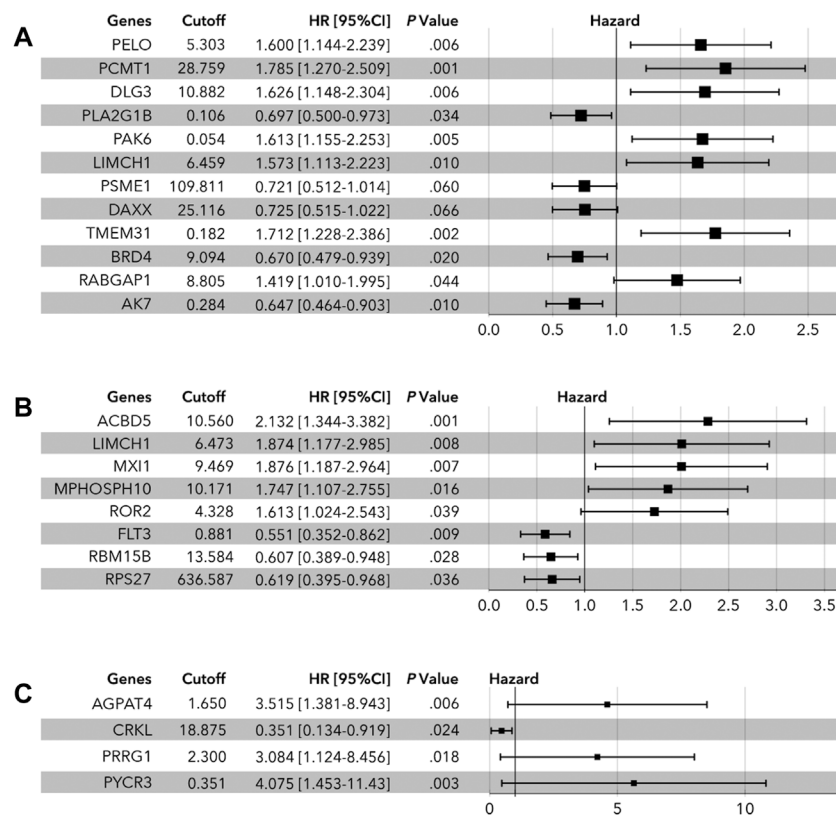 A
Genes Cutoff HR [95%CI] P Value Hazard
PELO 5.303 1.600 [1.144-2.239] .006
PCMT1 28.759 1.785 [1.270-2.509] .001
DLG3 10.882 1.626 [1.148-2.304] .006
PLA2G1B 0.106 0.697 [0.500-0.973] .034
PAK6 0.054 1.613 [1.155-2.253] .005
LIMCH1 6.459 1.573 [1.113-2.223] .010
PSME1 109.811 0.721 [0.512-1.014] .060
DAXX 25.116 0.725 [0.515-1.022] .066
TMEM31 0.182 1.712 [1.228-2.386] .002
BRD4 9.094 0.670 [0.479-0.939] .020
RABGAP1 8.805 1.419 [1.010-1.995] .044
AK7 0.284 0.647 [0.464-0.903] .010
0.0 0.5 1.0 1.5 2.0 2.5
B
Genes Cutoff HR [95%CI] P Value Hazard
ACBD5 10.560 2.132 [1.344-3.382] .001
LIMCH1 6.473 1.874 [1.177-2.985] .008
MXI1 9.469 1.876 [1.187-2.964] .007
MPHOSPH10 10.171 1.747 [1.107-2.755] .016
ROR2 4.328 1.613 [1.024-2.543] .039
FLT3 0.881 0.551 [0.352-0.862] .009
RBM15B 13.584 0.607 [0.389-0.948] .028
RPS27 636.587 0.619 [0.395-0.968] .036
0.0 0.5 1.0 1.5 2.0 2.5 3.0 3.5
C
Genes Cutoff HR [95%CI] P Value Hazard
AGPAT4 1.650 3.515 [1.381-8.943] .006
CRKL 18.875 0.351 [0.134-0.919] .024
PRRG1 2.300 3.084 [1.124-8.456] .018
PYCR3 0.351 4.075 [1.453-11.43] .003
0 5 10